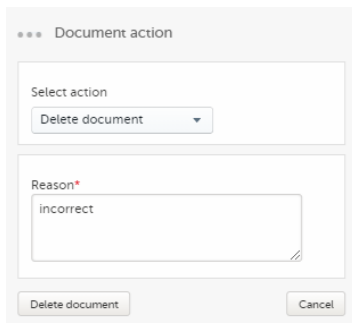 Document action
Select action
Delete document
Reason*
incorrect
Delete document Cancel